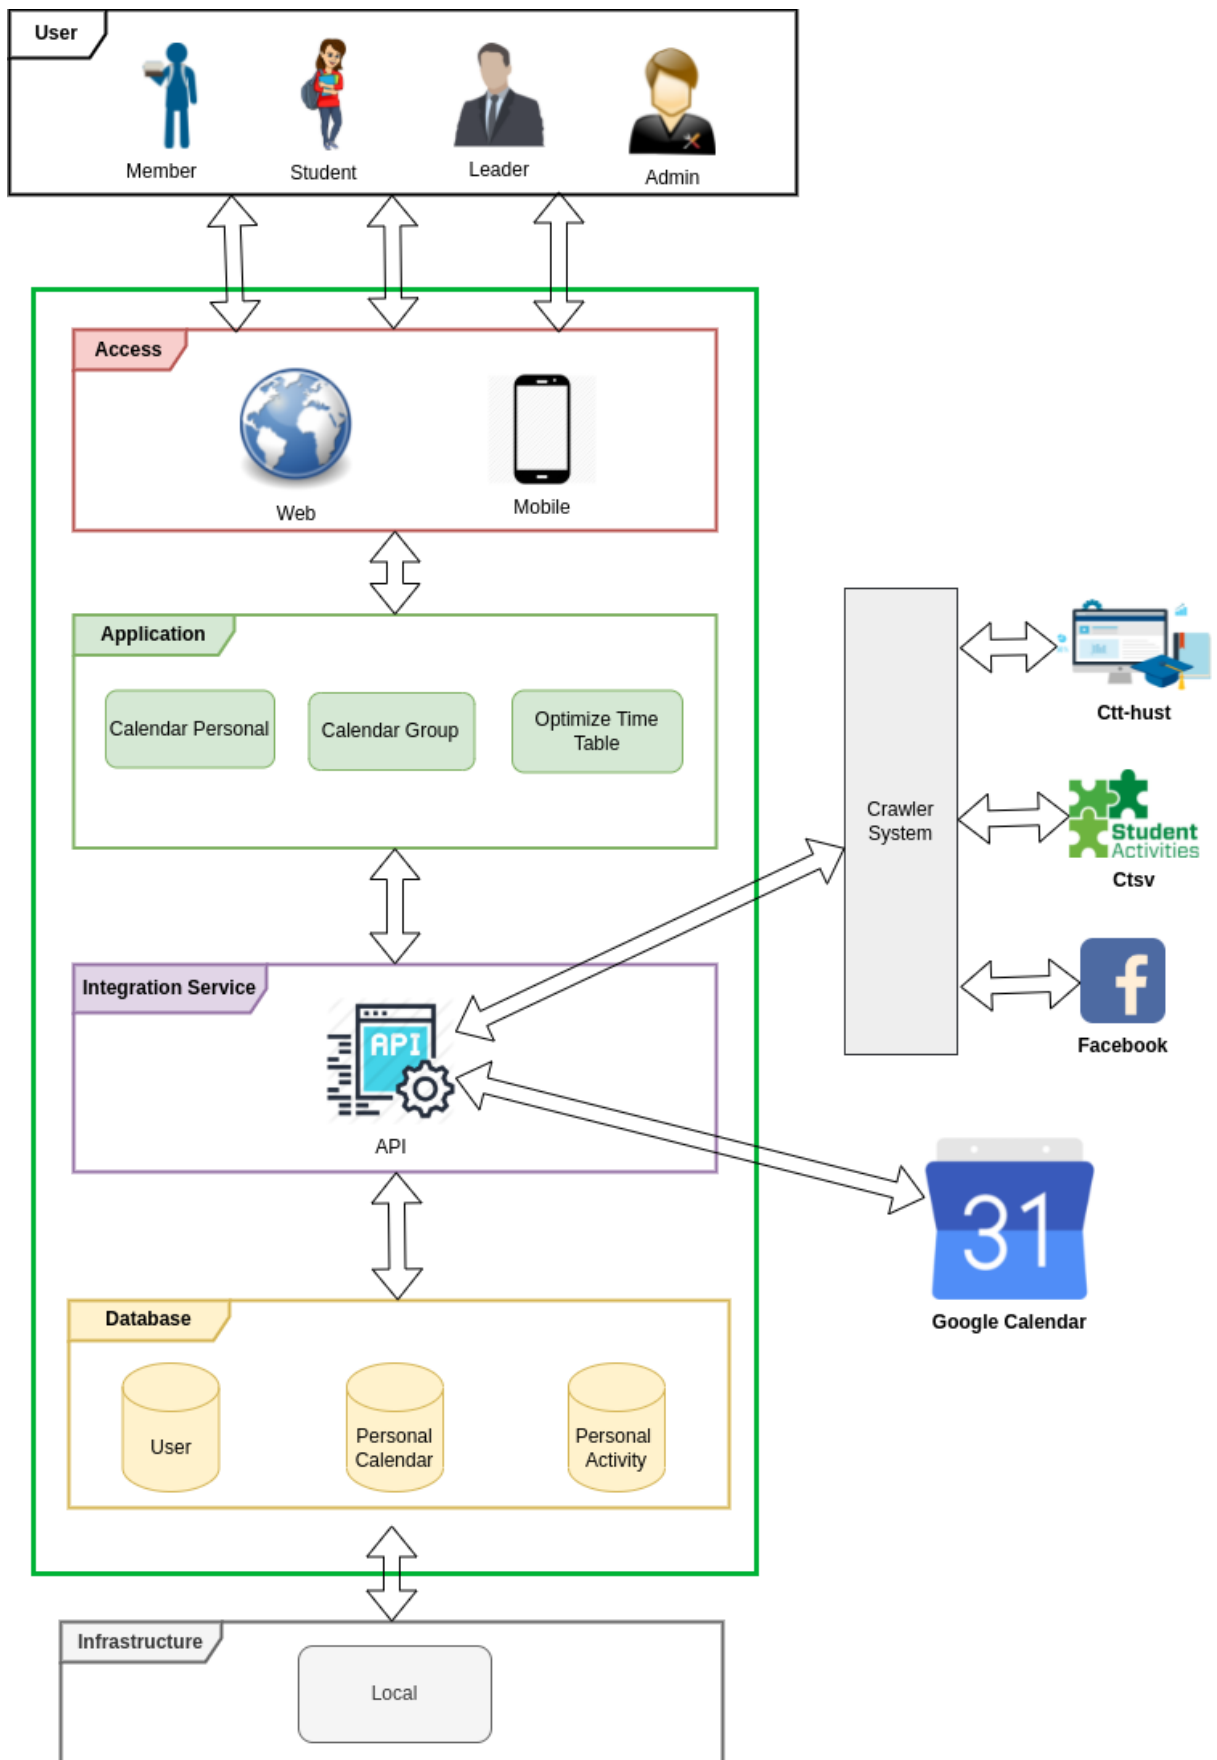 User
Member
Student
Leader
Admin
Access
Web
Mobile
Application
Calendar Personal
Calendar Group
Optimize Time
Table
Crawler
System
Ctt-hust
Student
Activities
Ctsv
Facebook
Integration Service
API
API
31
Google Calendar
Database
User
Personal
Calendar
Personal
Activity
Infrastructure
Local